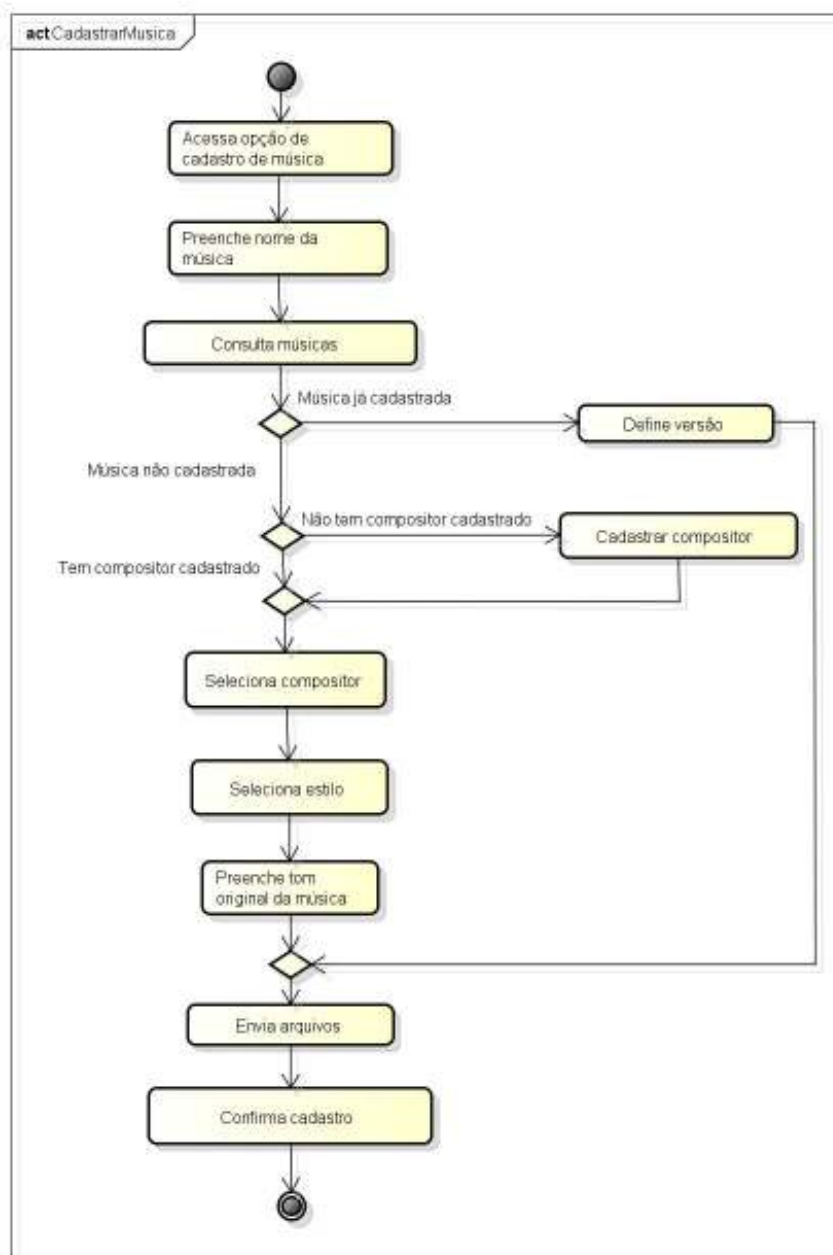 act CadastrarMusica
Acessa opção de
cadastro de música
Preenche nome da
música
Consulta músicas
Música já cadastrada
Define versão
Música não cadastrada
Não tem compositor cadastrado
Cadastrar compositor
Tem compositor cadastrado
Seleciona compositor
Seleciona estilo
Preenche tom
original da música
Envia arquivos
Confirma cadastro